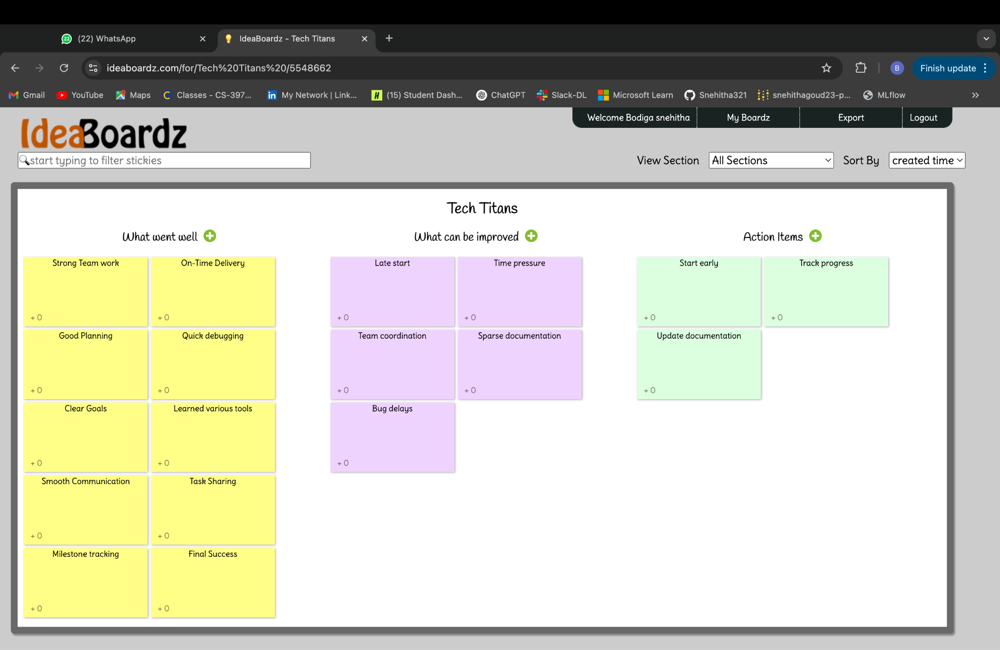 (22) WhatsApp
IdeaBoardz - Tech Titans
ideaboardz.com/for/Tech%20Titans%20/5548662
B
Finish update
Gmail
YouTube
Maps
Classes - CS-397...
My Network | Link...
(15) Student Dash...
ChatGPT
Slack-DL
Microsoft Learn
Snehitha321
snehithagoud23-p...
MLflow
Welcome Bodiga snehitha
My Boardz
Export
Logout
IdeaBoardz
start typing to filter stickies
View Section
All Sections
Sort By
created time
Tech Titans
What went well
What can be improved
Action Items
Strong Team work
+ 0
On-Time Delivery
+ 0
Good Planning
+ 0
Quick debugging
+ 0
Clear Goals
+ 0
Learned various tools
+ 0
Smooth Communication
+ 0
Task Sharing
+ 0
Milestone tracking
+ 0
Final Success
+ 0
Late start
+ 0
Time pressure
+ 0
Team coordination
+ 0
Sparse documentation
+ 0
Bug delays
+ 0
Start early
+ 0
Track progress
+ 0
Update documentation
+ 0